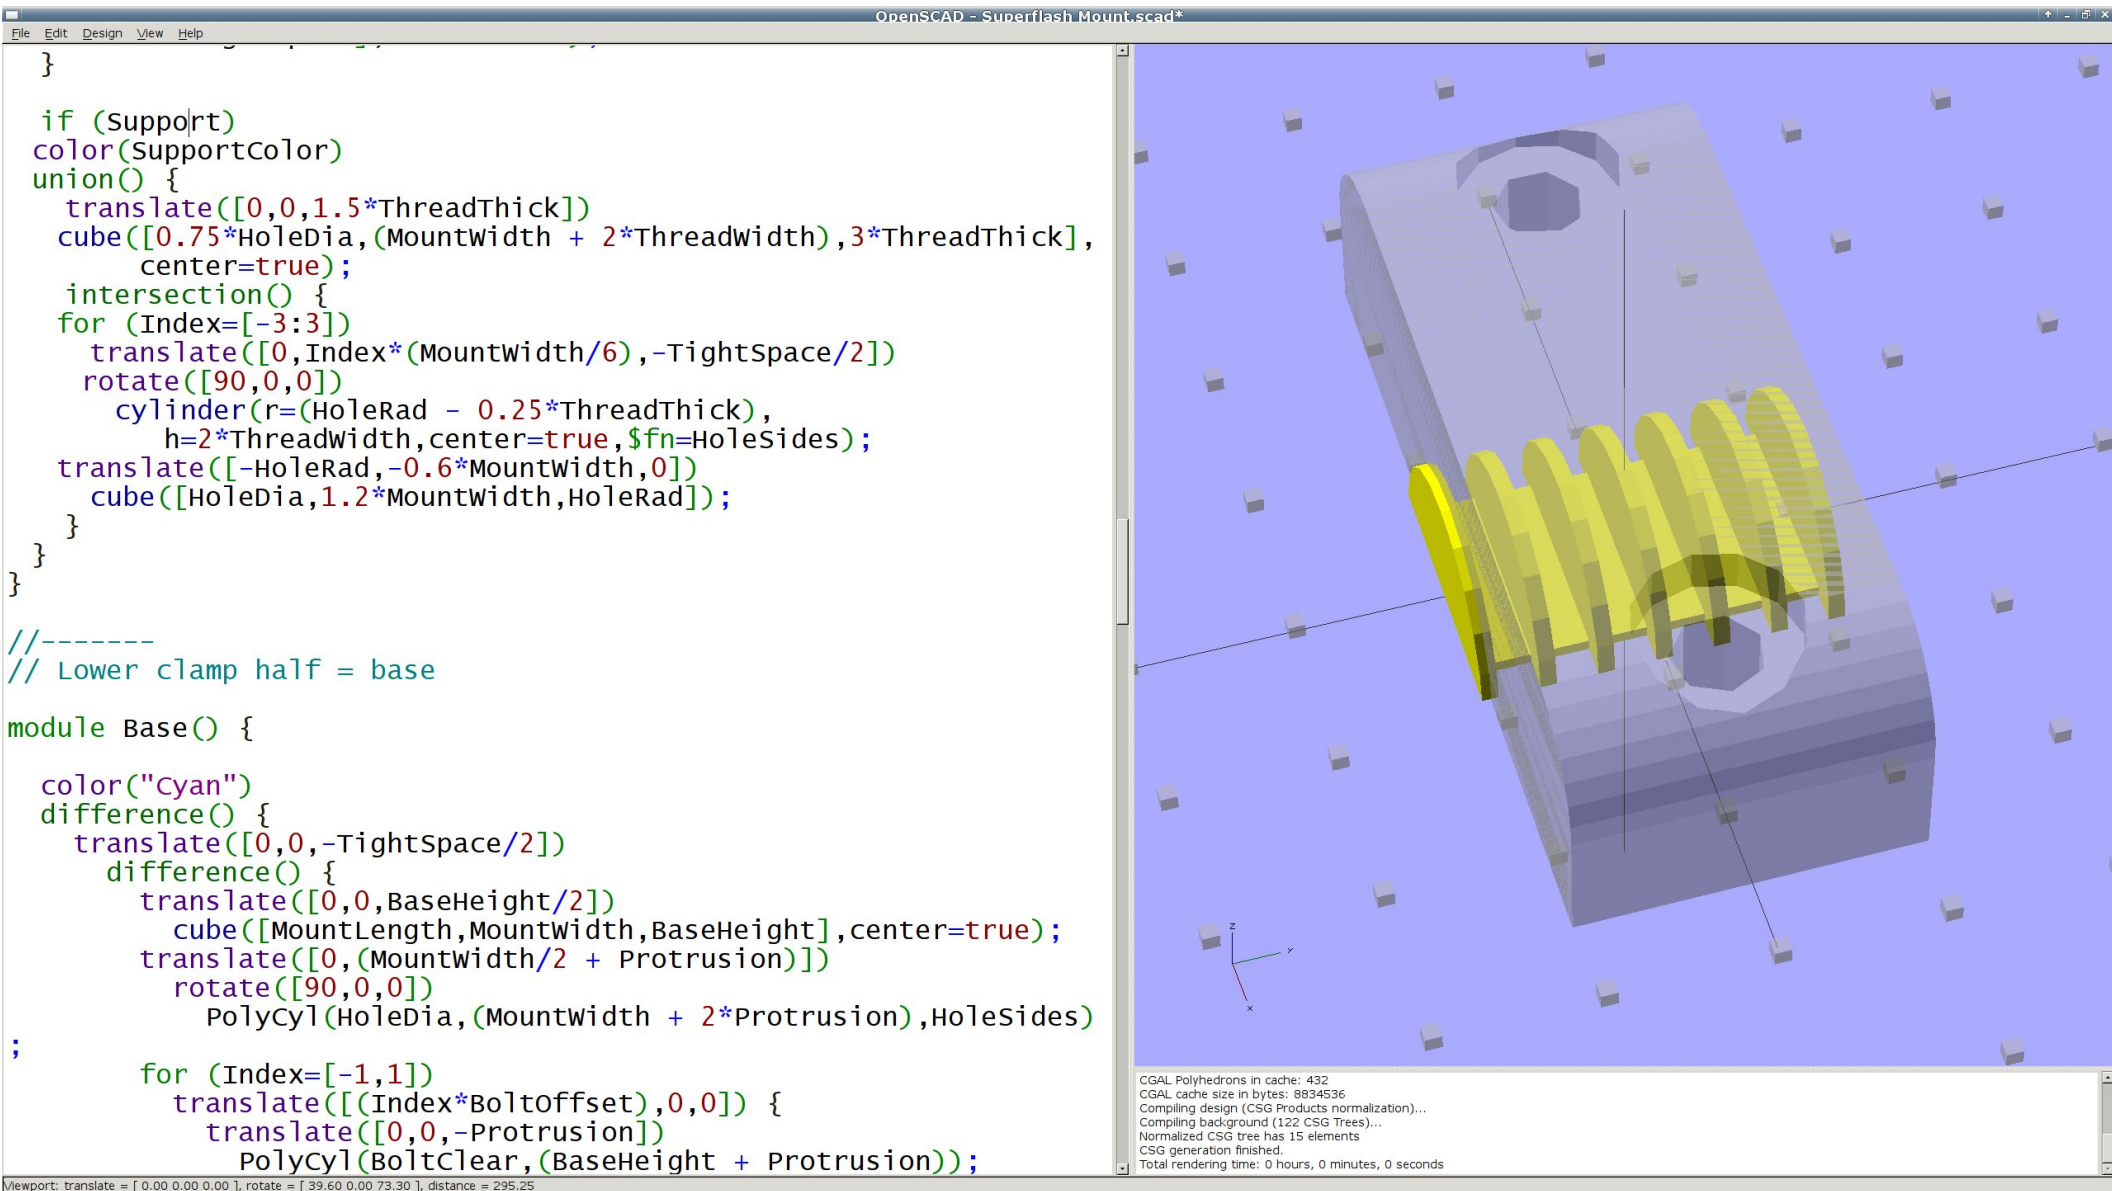 OpenSCAD - Superflash Mount.scad*
File Edit Design View Help
}
if (Support)
color(SupportColor)
union() {
translate([0,0,1.5*ThreadThick])
cube([0.75*HoleDia,(MountWidth + 2*ThreadWidth),3*ThreadThick],
center=true);
intersection() {
for (Index=[-3:3])
translate([0,Index*(MountWidth/6),-TightSpace/2])
rotate([90,0,0])
cylinder(r=(HoleRad - 0.25*ThreadThick),
h=2*ThreadWidth,center=true,$fn=HoleSides);
translate([-HoleRad,-0.6*MountWidth,0])
cube([HoleDia,1.2*MountWidth,HoleRad]);
}
}
}
//-------
// Lower clamp half = base
module Base() {
color("Cyan")
difference() {
translate([0,0,-TightSpace/2])
difference() {
translate([0,0,BaseHeight/2])
cube([MountLength,MountWidth,BaseHeight],center=true);
translate([0,(MountWidth/2 + Protrusion)])
rotate([90,0,0])
PolyCyl(HoleDia,(MountWidth + 2*Protrusion),HoleSides)
;
for (Index=[-1,1])
translate([(Index*BoltOffset),0,0]) {
translate([0,0,-Protrusion])
PolyCyl(BoltClear,(BaseHeight + Protrusion));
z
y
x
CGAL Polyhedrons in cache: 432
CGAL cache size in bytes: 8834536
Compiling design (CSG Products normalization)...
Compiling background (122 CSG Trees)...
Normalized CSG tree has 15 elements
CSG generation finished.
Total rendering time: 0 hours, 0 minutes, 0 seconds
Viewport: translate = [ 0.00 0.00 0.00 ], rotate = [ 39.60 0.00 73.30 ], distance = 295.25